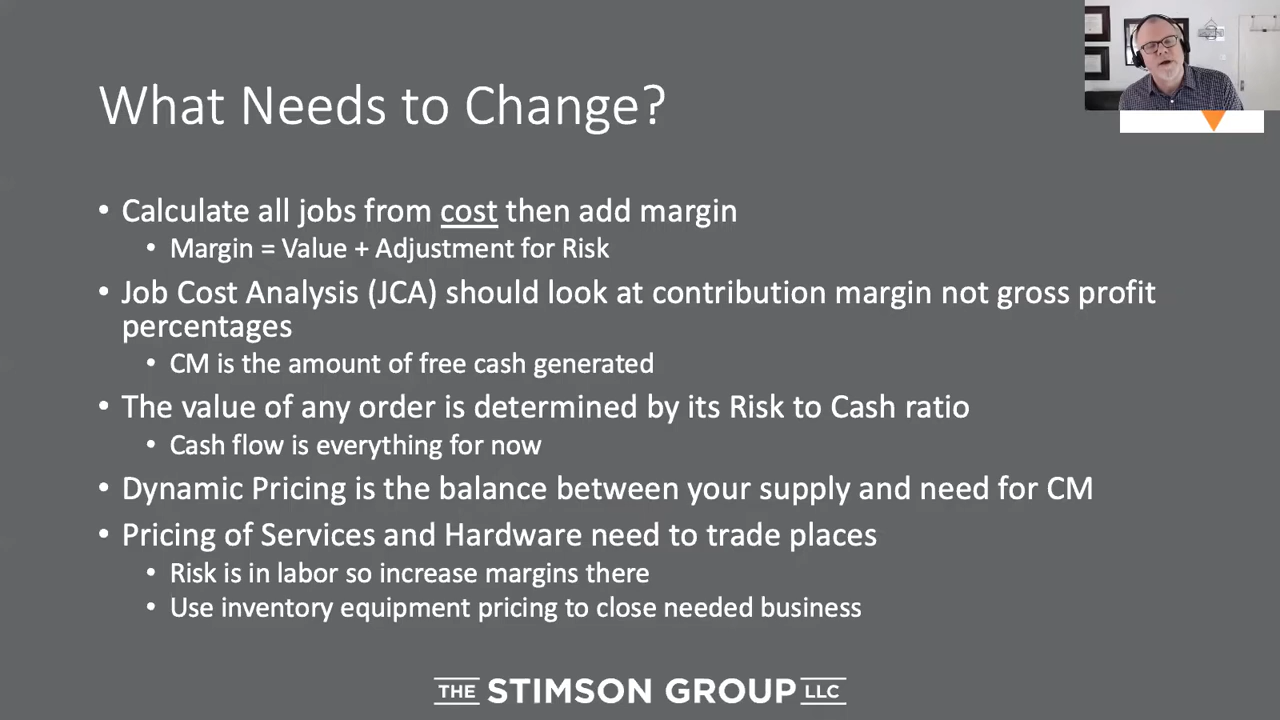 What Needs to Change?
• Calculate all jobs from cost then add margin
• Margin = Value + Adjustment for Risk
• Job Cost Analysis (JCA) should look at contribution margin not gross profit
percentages
• CM is the amount of free cash generated
• The value of any order is determined by its Risk to Cash ratio
• Cash flow is everything for now
• Dynamic Pricing is the balance between your supply and need for CM
• Pricing of Services and Hardware need to trade places
• Risk is in labor so increase margins there
• Use inventory equipment pricing to close needed business
THE STIMSON GROUP LLC